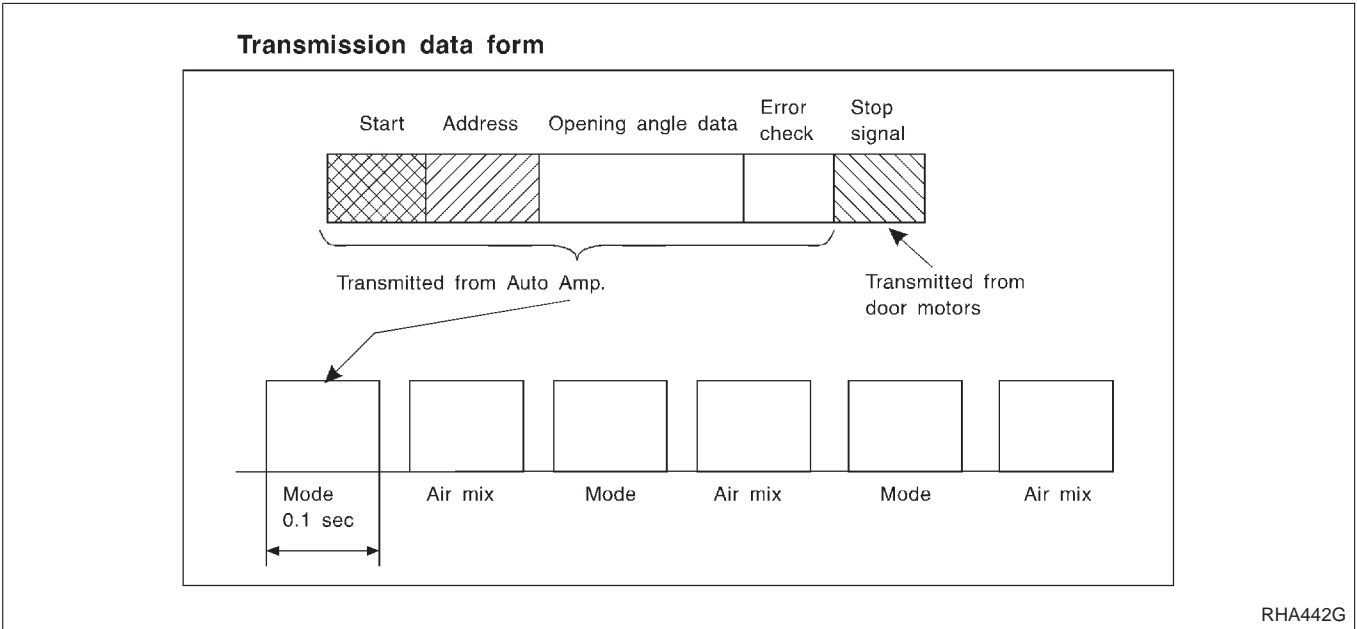 Transmission data form
Start Address Opening angle data Error check Stop signal
Transmitted from Auto Amp.
Transmitted from
door motors
Mode Air mix Mode Air mix Mode Air mix
0.1 sec
RHA442G